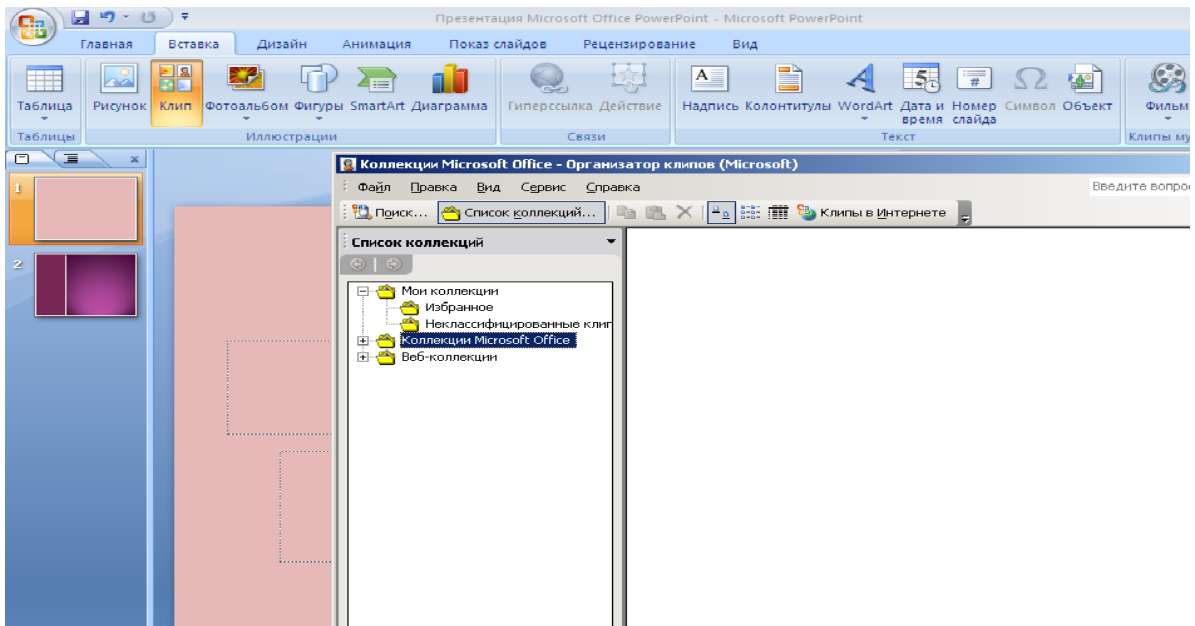 Презентация Microsoft Office PowerPoint - Microsoft PowerPoint
Главная Вставка Дизайн Анимация Показ слайдов Рецензирование Вид
Таблица Рисунок Клип Фотоальбом Фигуры SmartArt Диаграмма Гиперссылка Действие Надпись Колонтитулы WordArt Дата и время Номер слайда Символ Объект Фильм
Таблицы Иллюстрации Связи Текст Клипы
Коллекции Microsoft Office - Организатор клипов (Microsoft)
Файл Правка Вид Сервис Справка Введите
Поиск... Список коллекций... Клипы в Интернете
Список коллекций
1
Мои коллекции
2
Избранное
Неклассифицированные
Коллекции Microsoft Office
Веб-коллекции